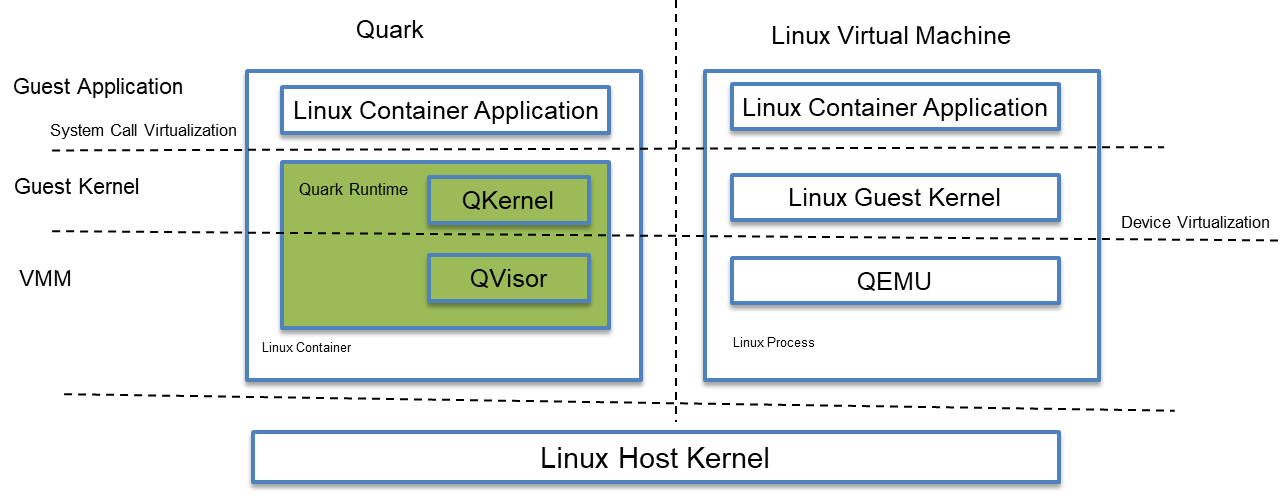 Quark
Linux Virtual Machine
Guest Application
Linux Container Application
Linux Container Application
System Call Virtualization
Guest Kernel
Quark Runtime
QKernel
Linux Guest Kernel
Device Virtualization
VMM
QVisor
QEMU
Linux Container
Linux Process
Linux Host Kernel